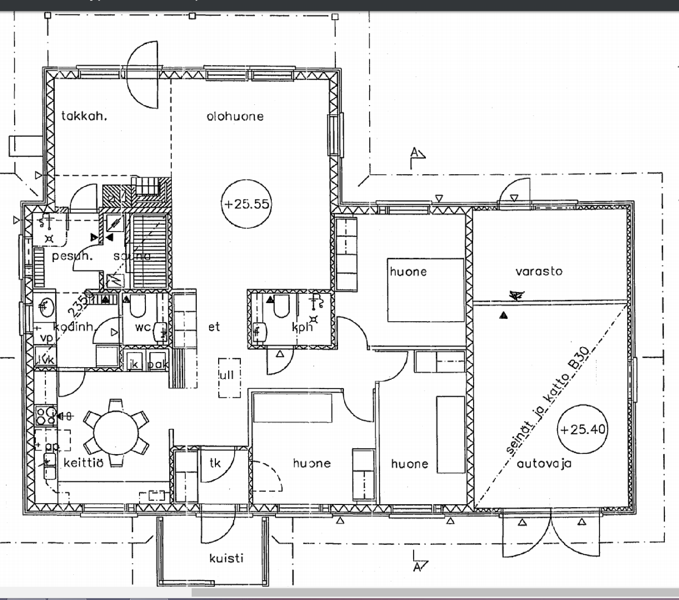 takkah.
olohuone
A
+25.55
pesuh.
sauna
huone
varasto
235
kodinh.
wc
et
kph
vp
jk
pak
ull
seinät ja katto B30
+25.40
keittiö
tk
huone
huone
autovaja
kuisti
A